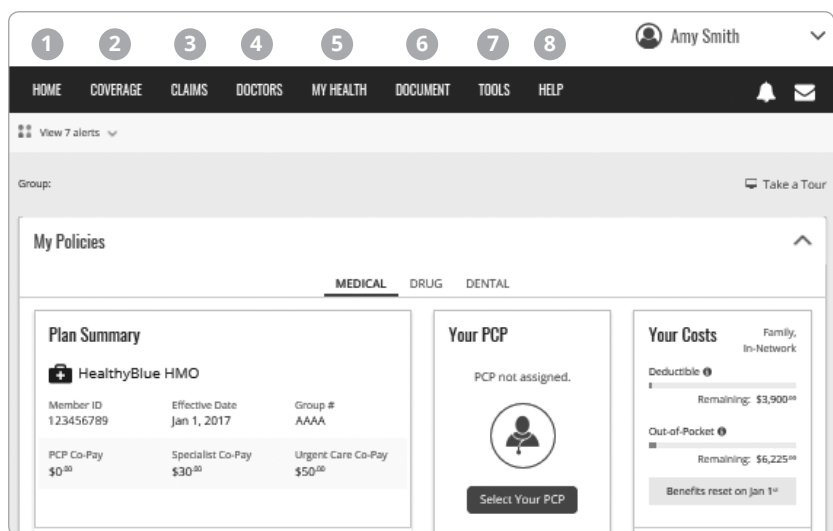 Amy Smith
1 2 3 4 5 6 7 8
HOME COVERAGE CLAIMS DOCTORS MY HEALTH DOCUMENT TOOLS HELP
View 7 alerts
Group:
Take a Tour
My Policies
MEDICAL DRUG DENTAL
Plan Summary
HealthyBlue HMO
Member ID Effective Date Group #
123456789 Jan 1, 2017 AAAA
PCP Co-Pay Specialist Co-Pay Urgent Care Co-Pay
$0.00 $30.00 $50.00
Your PCP
PCP not assigned.
Select Your PCP
Your Costs
Family,
In-Network
Deductible
Remaining: $3,900.00
Out-of-Pocket
Remaining: $6,225.00
Benefits reset on Jan 1st